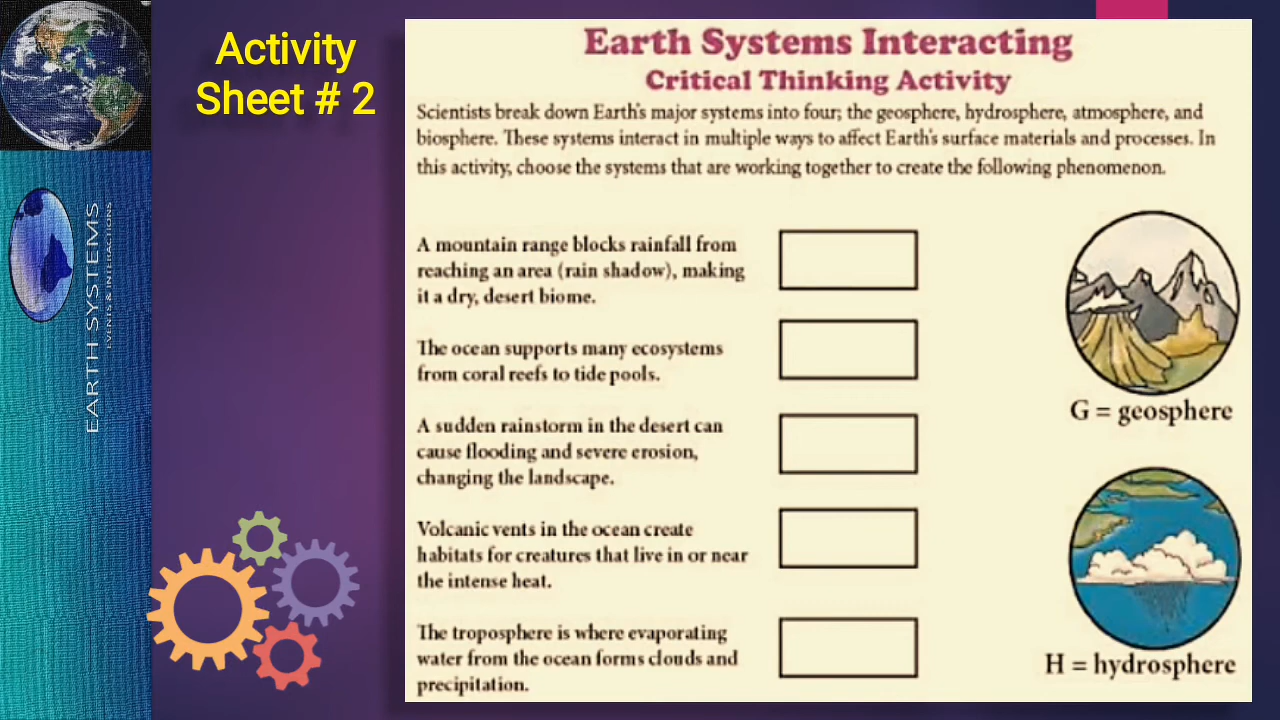 Activity
Sheet # 2
EARTH SYSTEMS
EVENTS & INTERACTIONS
Earth Systems Interacting
Critical Thinking Activity
Scientists break down Earth's major systems into four; the geosphere, hydrosphere, atmosphere, and
biosphere. These systems interact in multiple ways to affect Earth's surface materials and processes. In
this activity, choose the systems that are working together to create the following phenomenon.
A mountain range blocks rainfall from
reaching an area (rain shadow), making
it a dry, desert biome.
The ocean supports many ecosystems
from coral reefs to tide pools.
A sudden rainstorm in the desert can
cause flooding and severe erosion,
changing the landscape.
Volcanic vents in the ocean create
habitats for creatures that live in or near
the intense heat.
The troposphere is where evaporating
water from the ocean forms clouds and
precipitation.
G = geosphere
H = hydrosphere